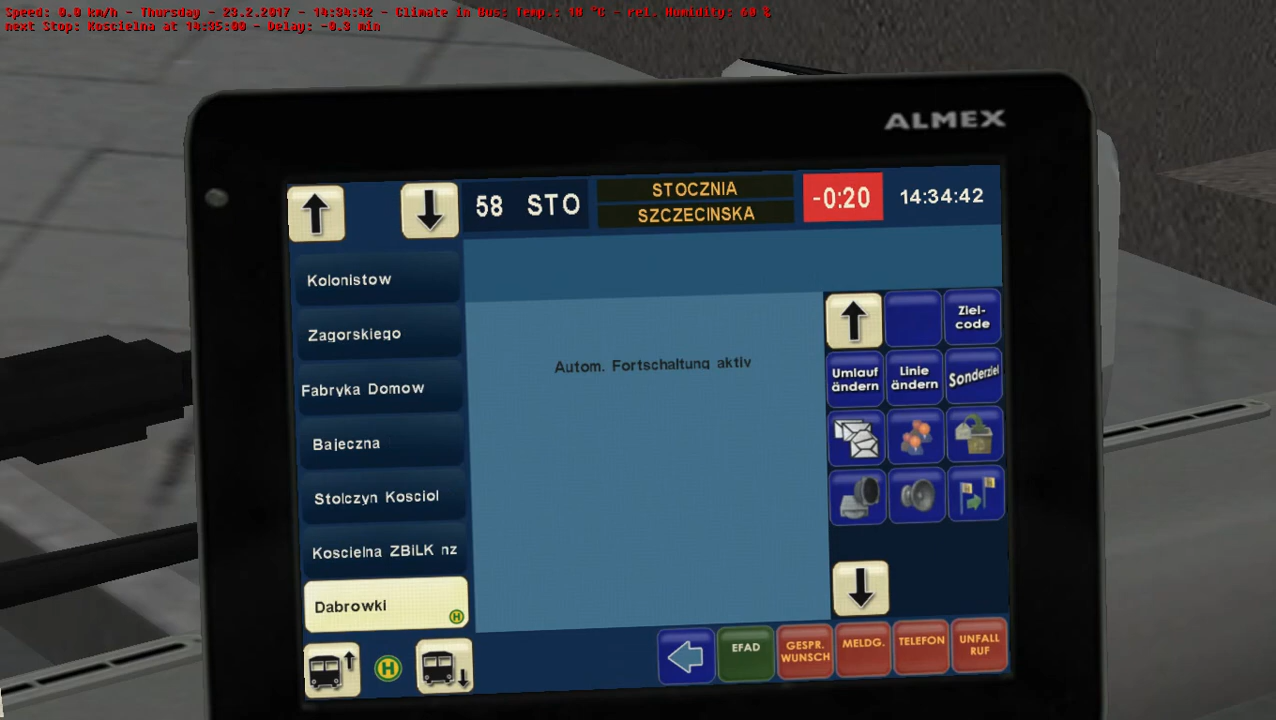 Speed: 0.0 km/h - Thursday - 23.2.2017 - 14:34:42 - Climate in Bus: Temp.: 18 °C - rel. Humidity: 60 %
next Stop: Koscielna at 14:35:00 - Delay: -0.3 min
ALMEX
58 STO
STOCZNIA
SZCZECINSKA
-0:20
14:34:42
Kolonistow
Zagorskiego
Fabryka Domow
Bajeczna
Stolczyn Kosciol
Koscielna ZBiLK nz
Dabrowki
H
H
Autom. Fortschaltung aktiv
Ziel-
code
Umlauf
ändern
Linie
ändern
Sonderziel
EFAD
GESPR.
WUNSCH
MELDG.
TELEFON
UNFALL
RUF